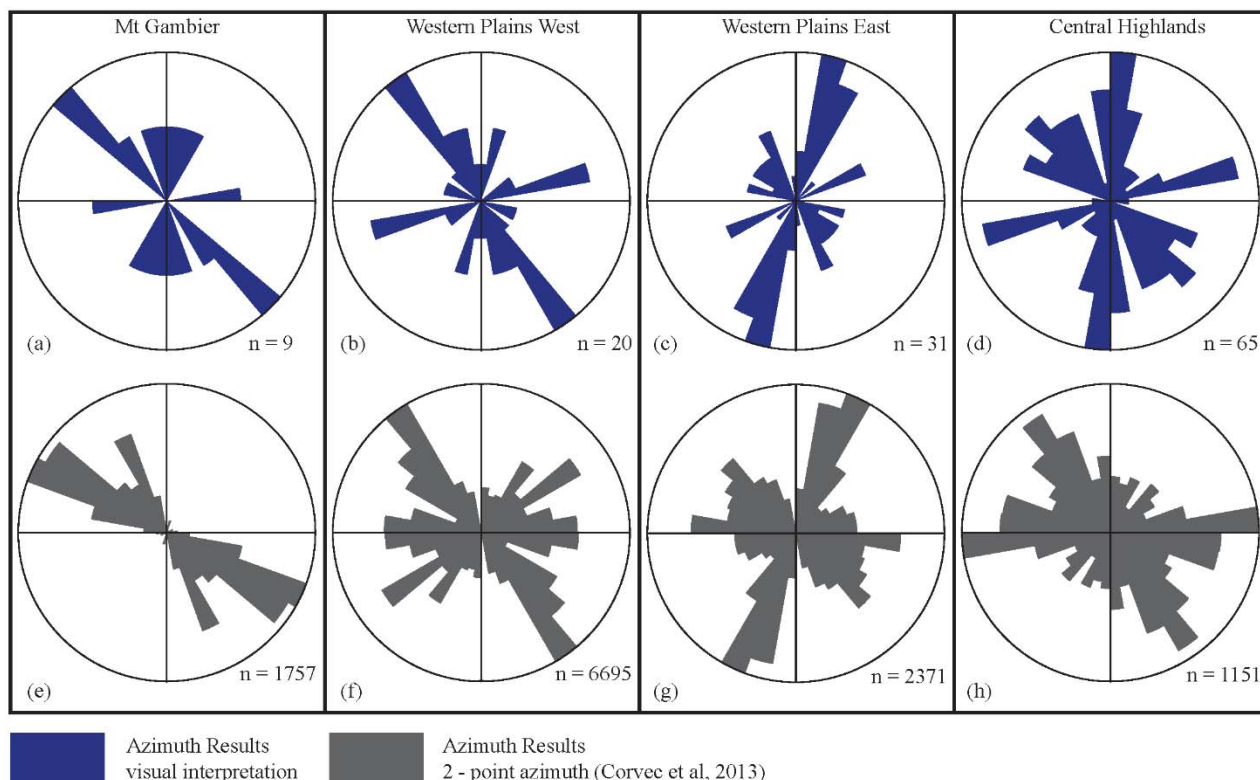 Mt Gambier
Western Plains West
Western Plains East
Central Highlands
(a)
n = 9
(b)
n = 20
(c)
n = 31
(d)
n = 65
(e)
n = 1757
(f)
n = 6695
(g)
n = 2371
(h)
n = 1151
Azimuth Results
visual interpretation
Azimuth Results
2 - point azimuth (Corvec et al, 2013)